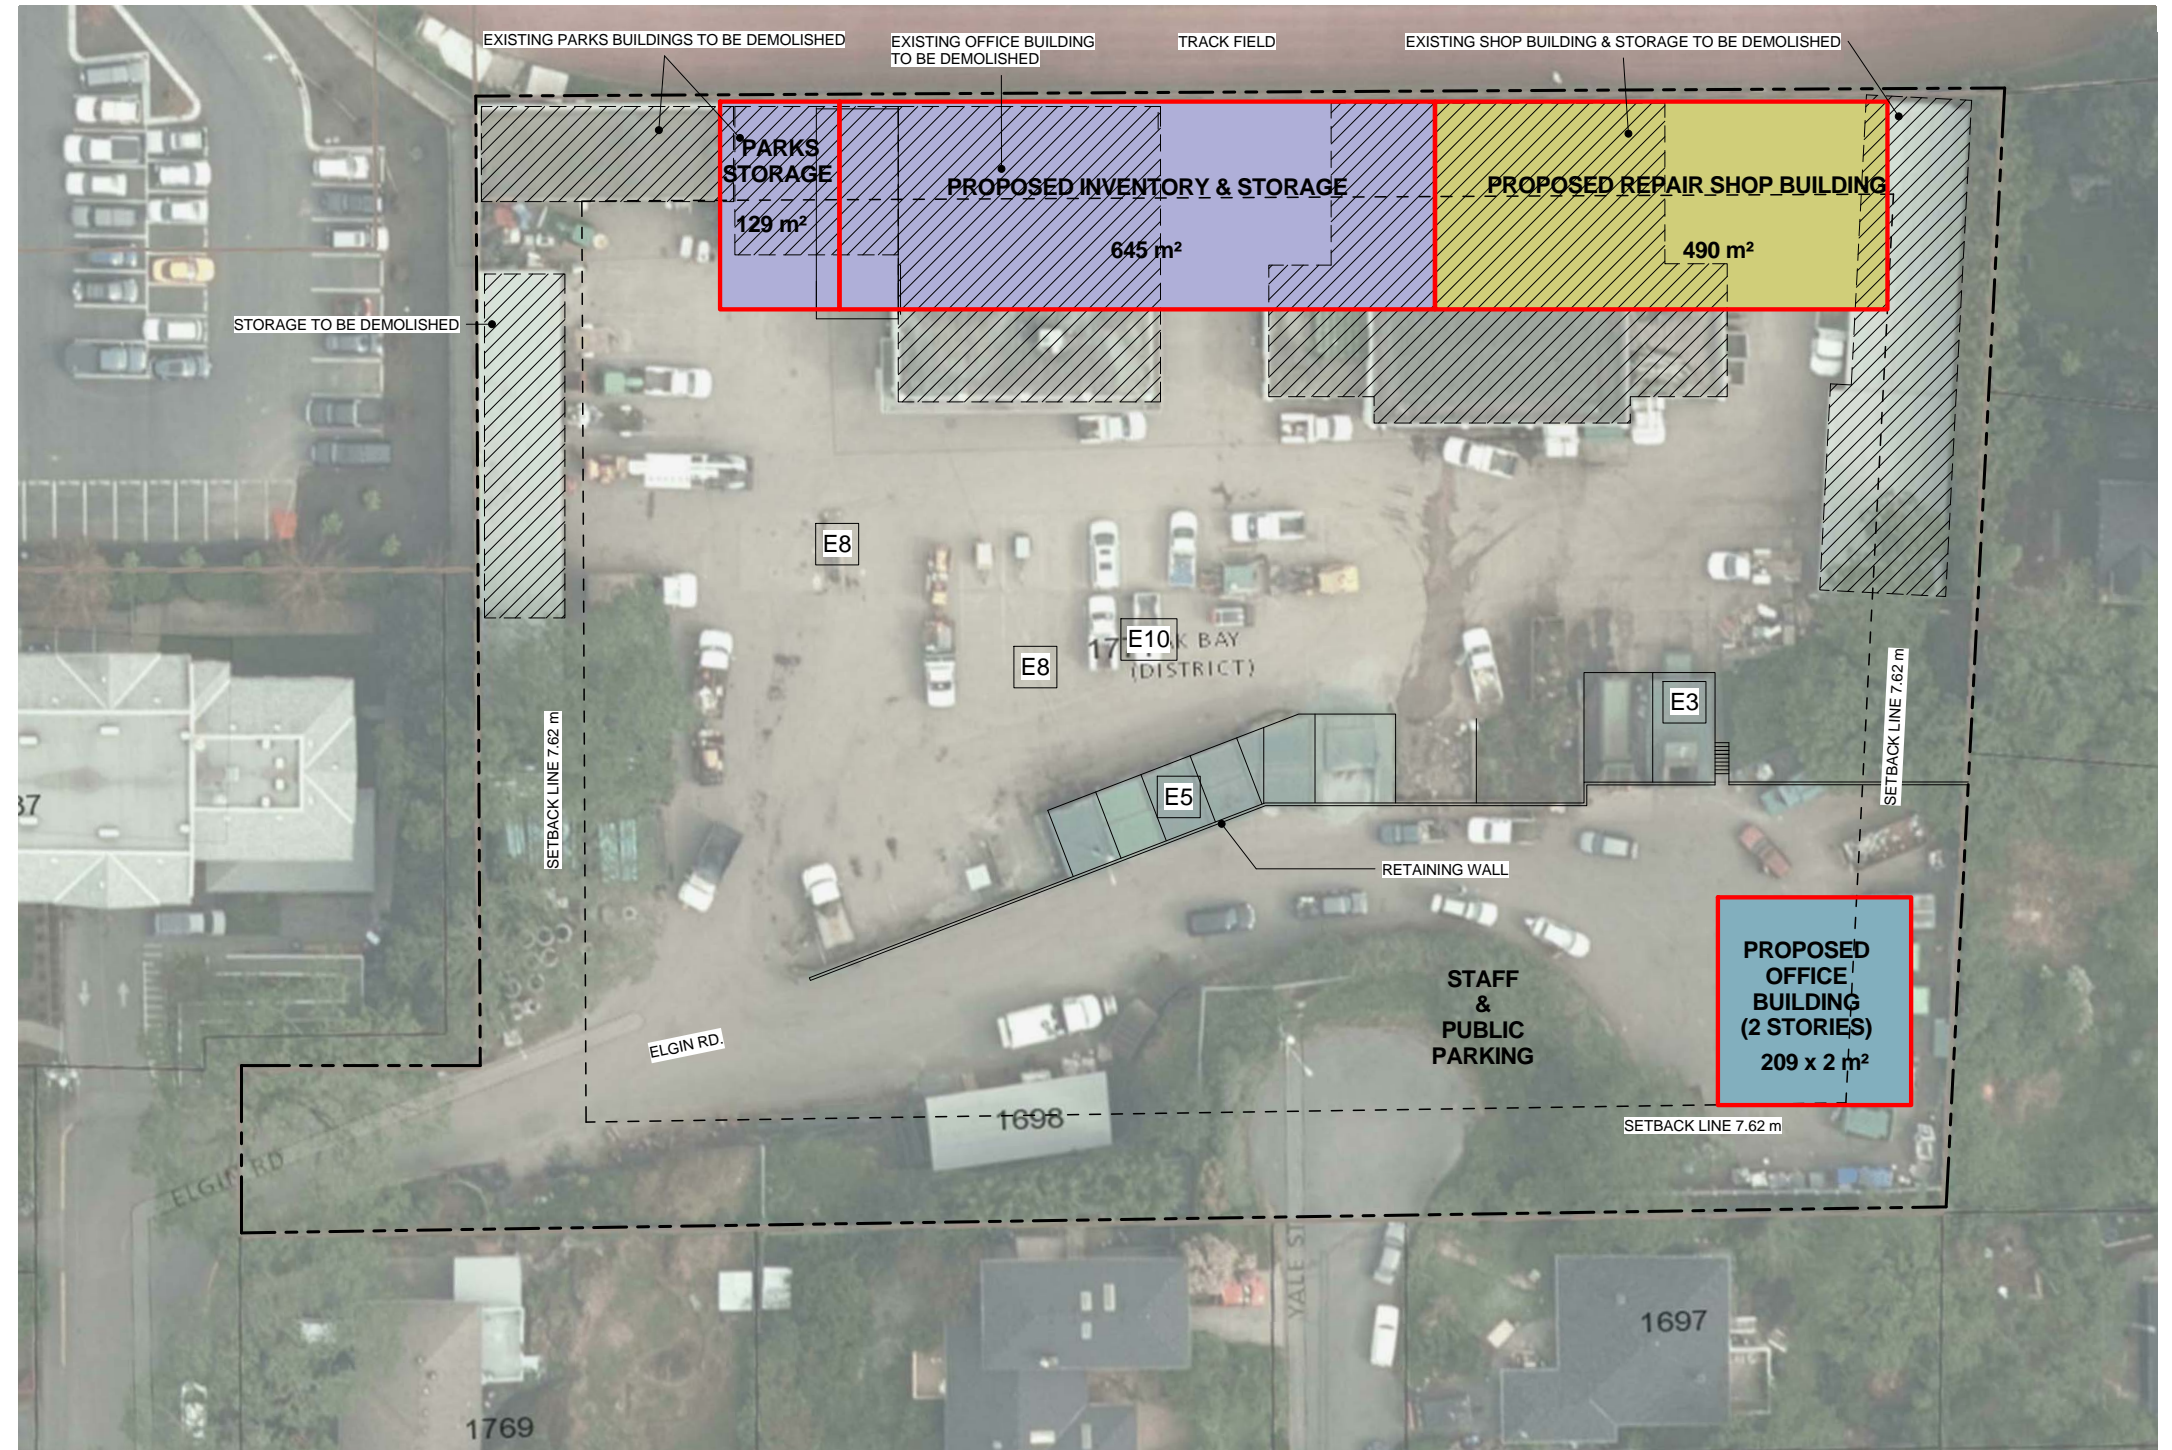 EXISTING PARKS BUILDINGS TO BE DEMOLISHED
EXISTING OFFICE BUILDING
TO BE DEMOLISHED
TRACK FIELD
EXISTING SHOP BUILDING & STORAGE TO BE DEMOLISHED
PARKS
STORAGE
129 m²
PROPOSED INVENTORY & STORAGE
645 m²
PROPOSED REPAIR SHOP BUILDING
490 m²
STORAGE TO BE DEMOLISHED
E8
E8
E10
AK BAY
(DISTRICT)
E3
SETBACK LINE 7.62 m
SETBACK LINE 7.62 m
E5
RETAINING WALL
37
STAFF
&
PUBLIC
PARKING
PROPOSED
OFFICE
BUILDING
(2 STORIES)
209 x 2 m²
ELGIN RD.
1698
SETBACK LINE 7.62 m
ELGIN RD
YALE ST
1697
1769